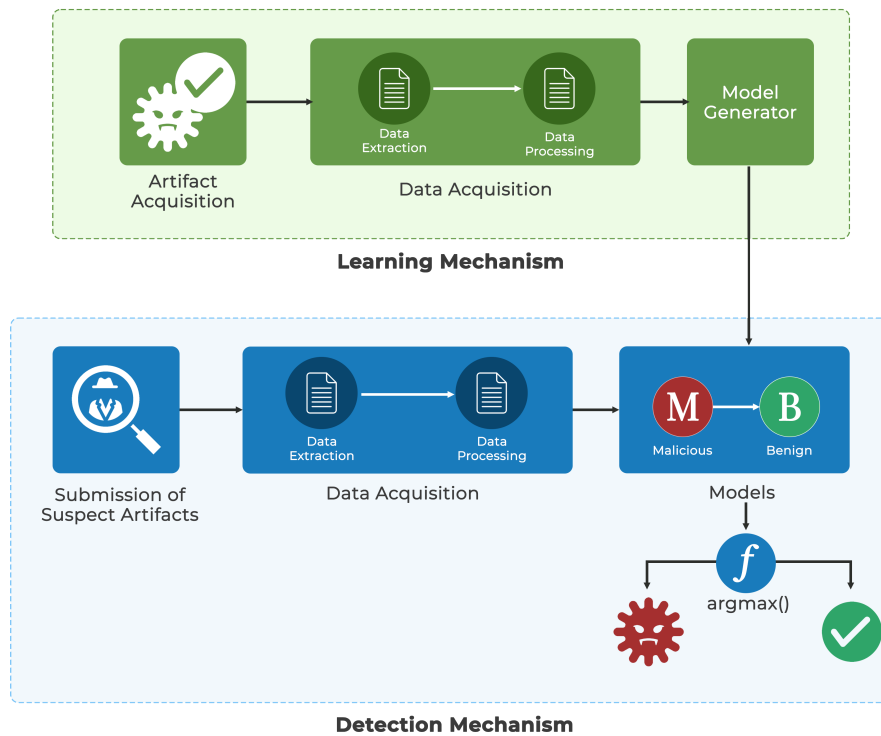 Model
Generator
Data
Extraction
Data
Processing
Artifact
Acquisition
Data Acquisition
Learning Mechanism
M
B
Malicious
Benign
Data
Extraction
Data
Processing
Submission of
Suspect Artifacts
Data Acquisition
Models
f
argmax()
Detection Mechanism